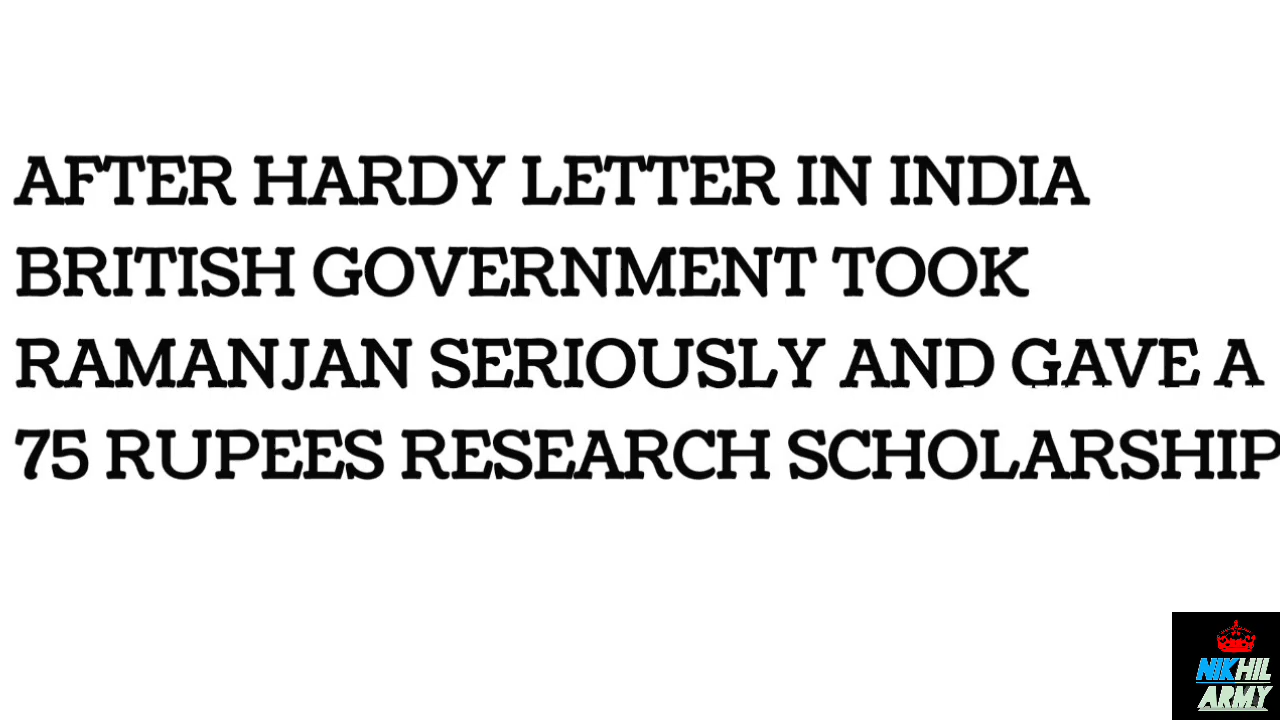 AFTER HARDY LETTER IN INDIA
BRITISH GOVERNMENT TOOK
RAMANJAN SERIOUSLY AND GAVE A
75 RUPEES RESEARCH SCHOLARSHIP
NIKHIL
ARMY